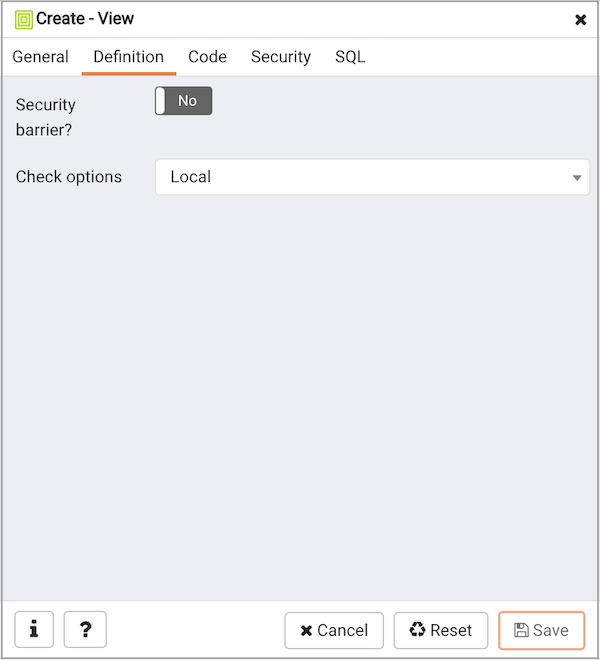 Create - View
General Definition Code Security SQL
Security
barrier?
No
Check options
Local
i ? Cancel Reset Save